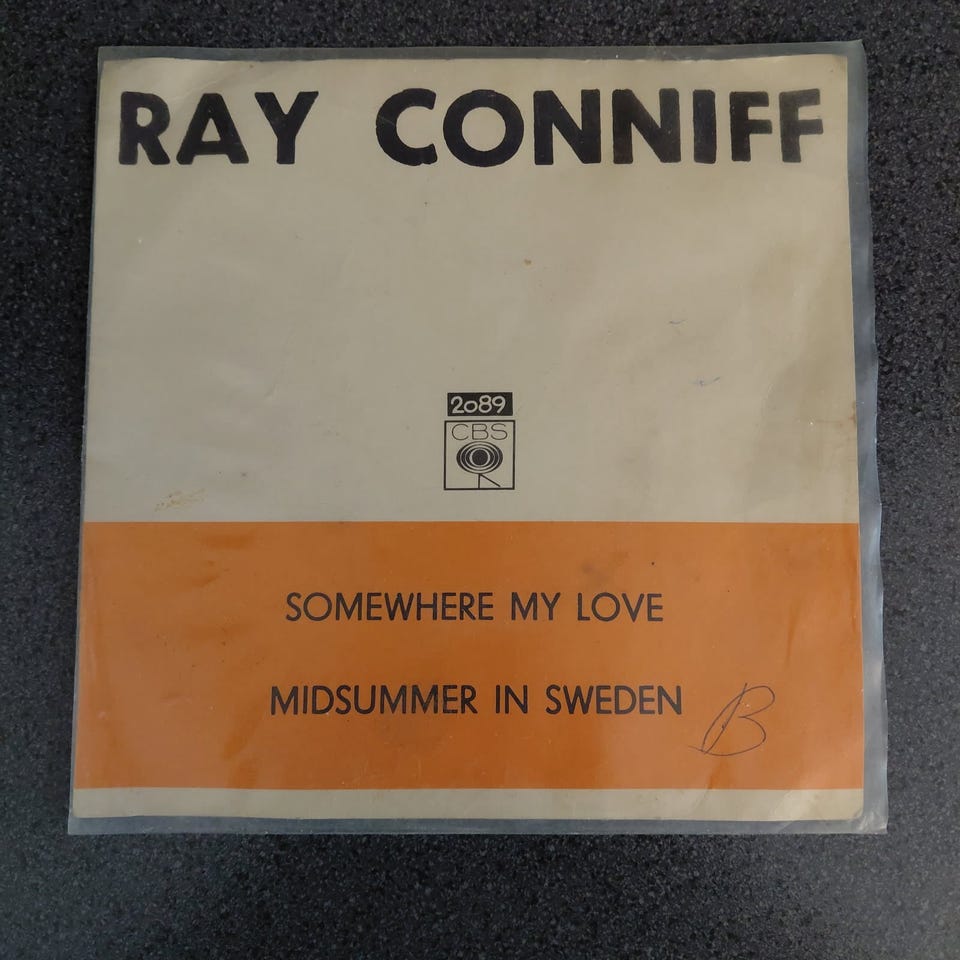 RAY CONNIFF
2089
CBS
SOMEWHERE MY LOVE
MIDSUMMER IN SWEDEN
B